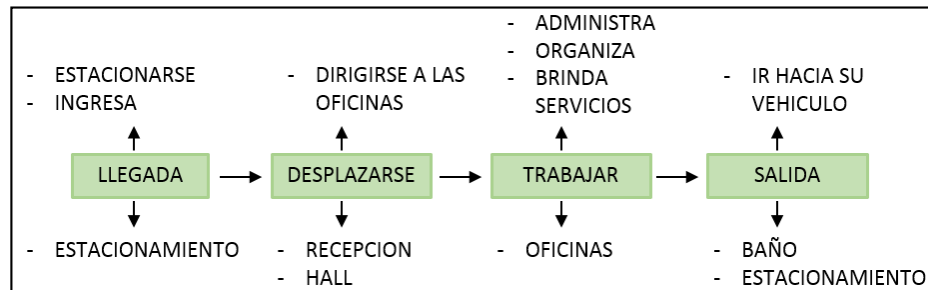 - ESTACIONARSE
- INGRESA
- DIRIGIRSE A LAS
OFICINAS
- ADMINISTRA
- ORGANIZA
- BRINDA
SERVICIOS
- IR HACIA SU
VEHICULO
LLEGADA
DESPLAZARSE
TRABAJAR
SALIDA
- ESTACIONAMIENTO
- RECEPCION
- HALL
- OFICINAS
- BAÑO
- ESTACIONAMIENTO